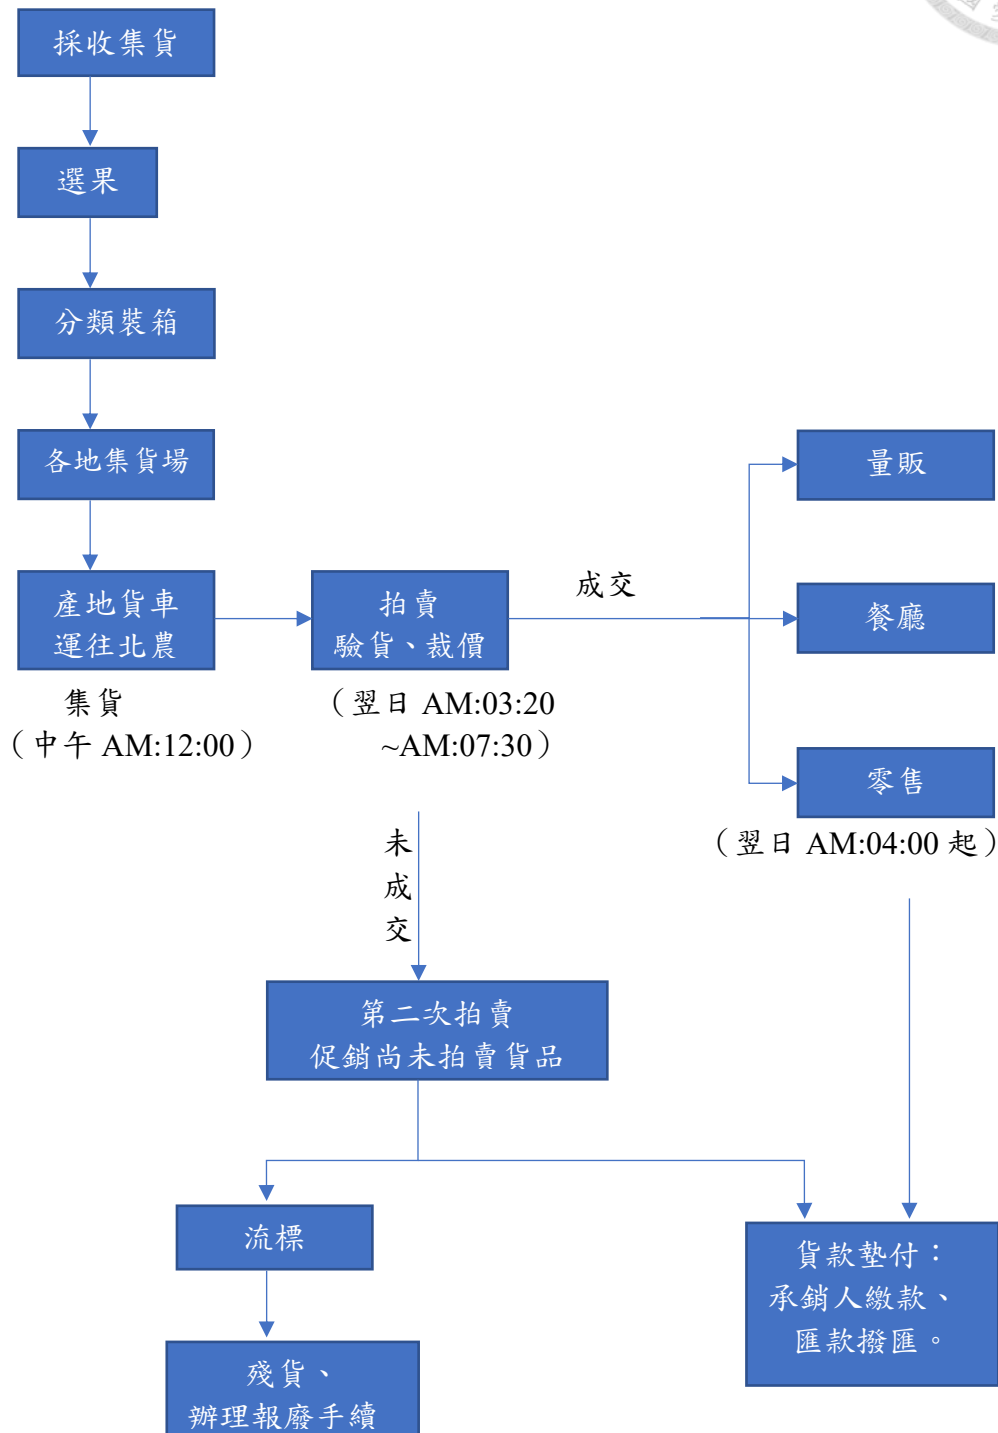 採收集貨
選果
分類裝箱
各地集貨場
產地貨車
運往北農
集貨
（中午 AM:12:00）
拍賣
驗貨、裁價
（翌日 AM:03:20
~AM:07:30）
成交
量販
餐廳
零售
（翌日 AM:04:00 起）
未
成
交
第二次拍賣
促銷尚未拍賣貨品
流標
殘貨、
辦理報廢手續
貨款墊付：
承銷人繳款、
匯款撥匯。